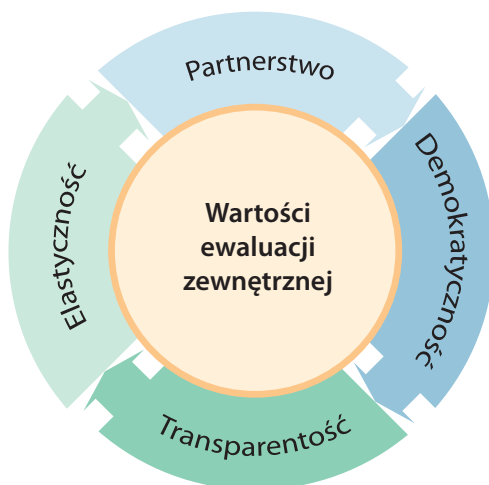 Partnerstwo
Demokratyczność
Transparentość
Elastyczność
Wartości
ewaluacji
zewnętrznej